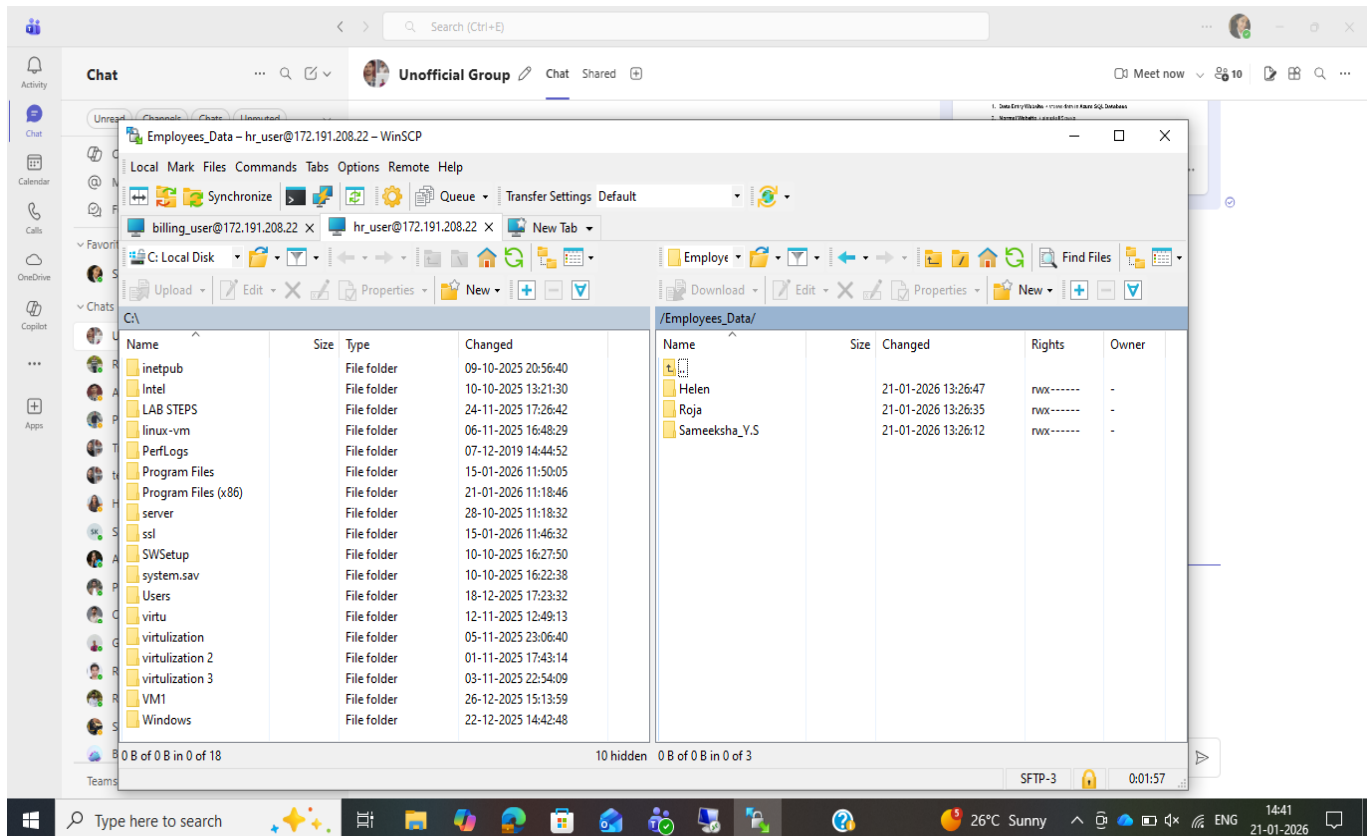 Search (Ctrl+E)
Activity
Chat
Calendar
Calls
OneDrive
Copilot
Apps
Chat
Unofficial Group Chat Shared
Meet now 10
Unread Channels Chats Unmuted
1. Data Entry Website
2. Normal Website
Favorit
Chats
Teams
Employees_Data – hr_user@172.191.208.22 – WinSCP
Local Mark Files Commands Tabs Options Remote Help
Synchronize Queue Transfer Settings Default
billing_user@172.191.208.22 hr_user@172.191.208.22 New Tab
C: Local Disk
Upload Edit Properties New
C:\
Name Size Type Changed
inetpub File folder 09-10-2025 20:56:40
Intel File folder 10-10-2025 13:21:30
LAB STEPS File folder 24-11-2025 17:26:42
linux-vm File folder 06-11-2025 16:48:29
PerfLogs File folder 07-12-2019 14:44:52
Program Files File folder 15-01-2026 11:50:05
Program Files (x86) File folder 21-01-2026 11:18:46
server File folder 28-10-2025 11:18:32
ssl File folder 15-01-2026 11:46:32
SWSetup File folder 10-10-2025 16:27:50
system.sav File folder 10-10-2025 16:22:38
Users File folder 18-12-2025 17:23:32
virtu File folder 12-11-2025 12:49:13
virtulization File folder 05-11-2025 23:06:40
virtulization 2 File folder 01-11-2025 17:43:14
virtulization 3 File folder 03-11-2025 22:54:09
VM1 File folder 26-12-2025 15:13:59
Windows File folder 22-12-2025 14:42:48
0 B of 0 B in 0 of 18 10 hidden
Employe Find Files
Download Edit Properties New
/Employees_Data/
Name Size Changed Rights Owner
..
Helen 21-01-2026 13:26:47 rwx------ -
Roja 21-01-2026 13:26:35 rwx------ -
Sameeksha_Y.S 21-01-2026 13:26:12 rwx------ -
0 B of 0 B in 0 of 3
SFTP-3 0:01:57
Type here to search
5 26°C Sunny ENG 14:41
21-01-2026